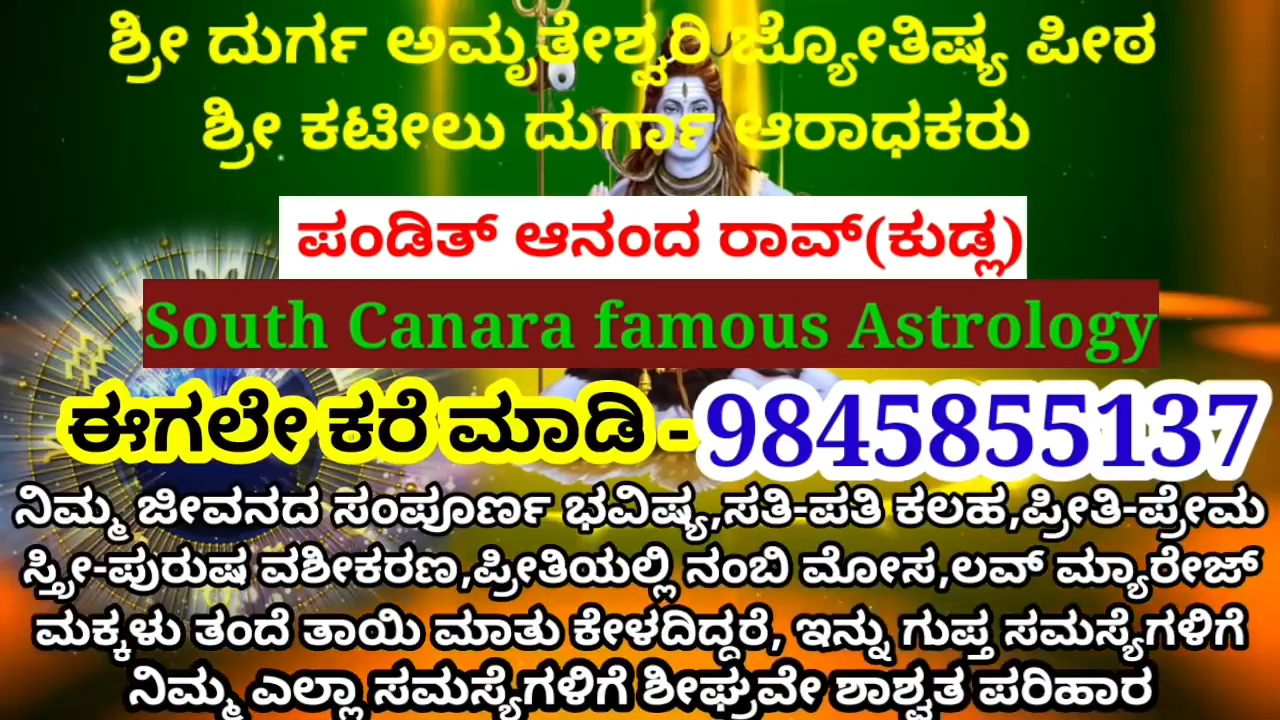 ಶ್ರೀ ದುರ್ಗ ಅಮೃತೇಶ್ವರಿ ಜ್ಯೋತಿಷ್ಯ ಪೀಠ
ಶ್ರೀ ಕಟೀಲು ದುರ್ಗಾ ಆರಾಧಕರು
ಪಂಡಿತ್ ಆನಂದ ರಾವ್(ಕುಡ್ಲ)
South Canara famous Astrology
ಈಗಲೇ ಕರೆ ಮಾಡಿ - 9845855137
ನಿಮ್ಮ ಜೀವನದ ಸಂಪೂರ್ಣ ಭವಿಷ್ಯ,ಸತಿ-ಪತಿ ಕಲಹ,ಪ್ರೀತಿ-ಪ್ರೇಮ
ಸ್ತ್ರೀ-ಪುರುಷ ವಶೀಕರಣ,ಪ್ರೀತಿಯಲ್ಲಿ ನಂಬಿ ಮೋಸ,ಲವ್ ಮ್ಯಾರೇಜ್
ಮಕ್ಕಳು ತಂದೆ ತಾಯಿ ಮಾತು ಕೇಳದಿದ್ದರೆ, ಇನ್ನು ಗುಪ್ತ ಸಮಸ್ಯೆಗಳಿಗೆ
ನಿಮ್ಮ ಎಲ್ಲಾ ಸಮಸ್ಯೆಗಳಿಗೆ ಶೀಘ್ರವೇ ಶಾಶ್ವತ ಪರಿಹಾರ